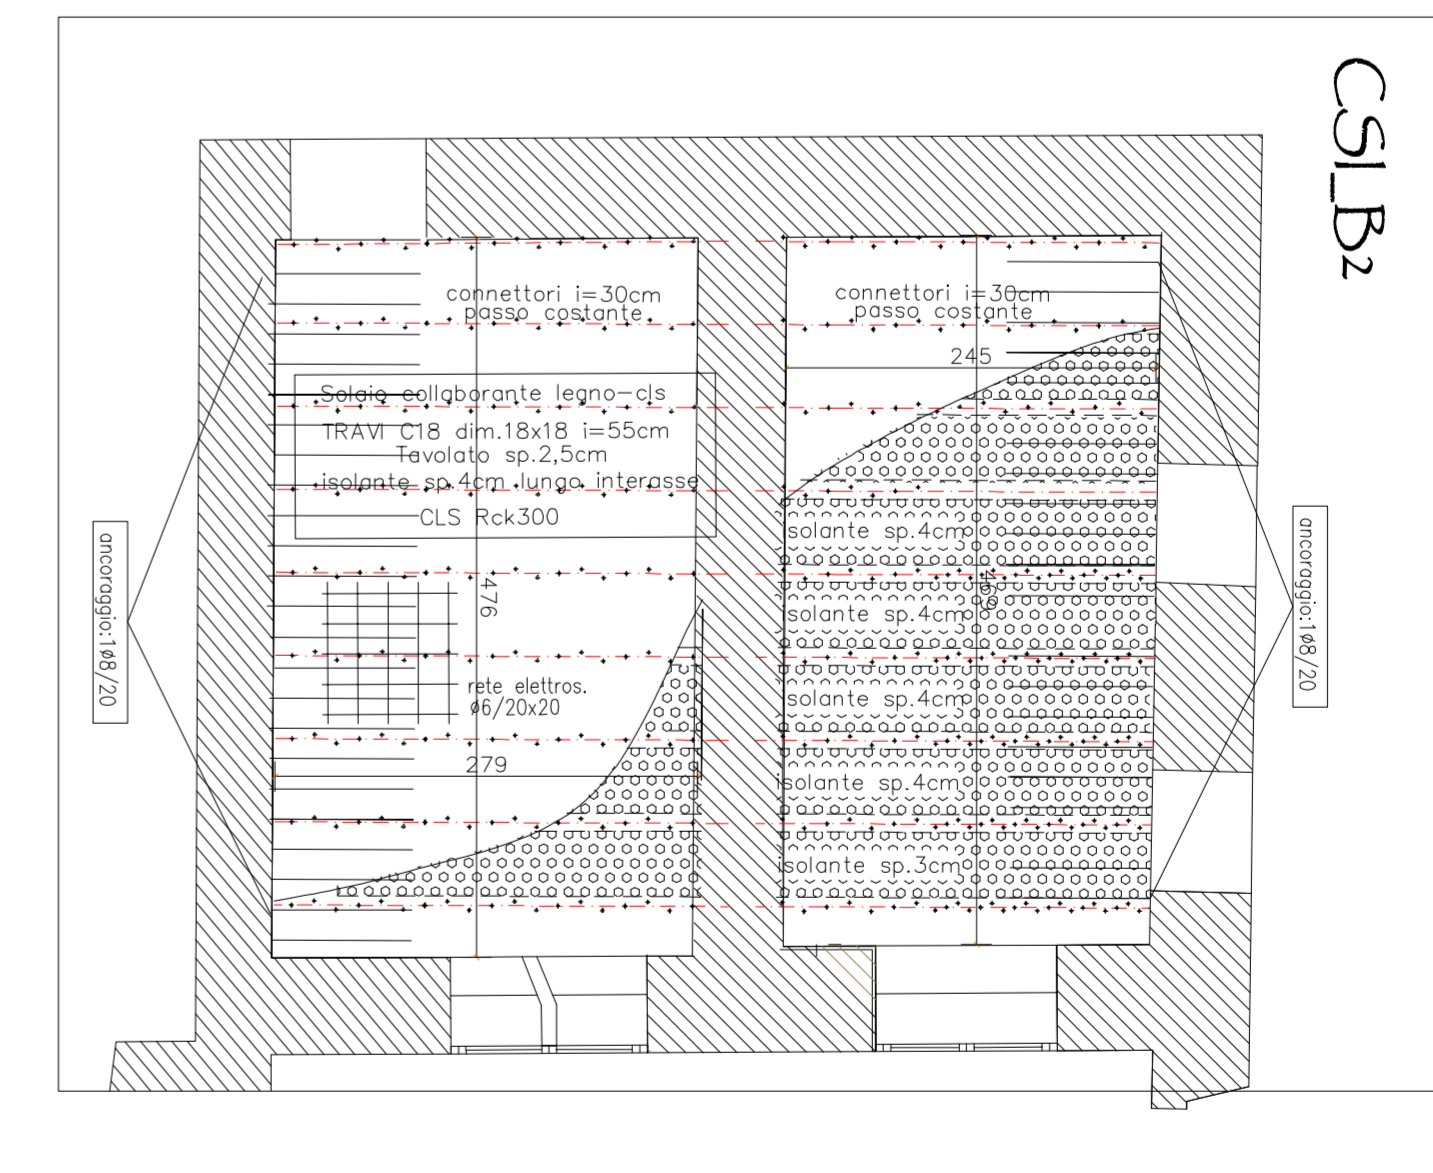 CSI_B2
connettori i=30cm
passo costante
connettori i=30cm
passo costante
245
Solaio collaborante legno-cls
TRAVI C18 dim.18x18 i=55cm
Tavolato sp.2,5cm
isolante sp.4cm lungo interasse
CLS Rck300
476
469
solante sp.4cm
solante sp.4cm
solante sp.4cm
isolante sp.4cm
isolante sp.3cm
rete elettros.
ø6/20x20
279
ancoraggio:1ø8/20
ancoraggio:1ø8/20